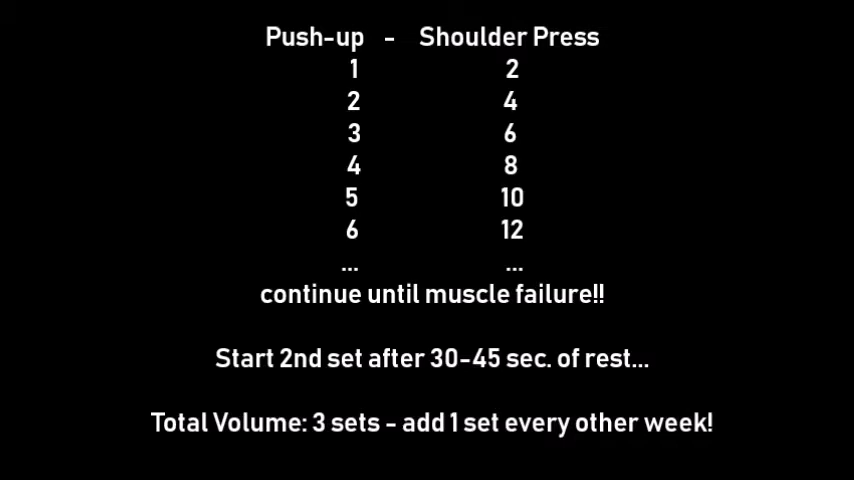 Push-up - Shoulder Press
1 2
2 4
3 6
4 8
5 10
6 12
... ...
continue until muscle failure!!
Start 2nd set after 30-45 sec. of rest...
Total Volume: 3 sets - add 1 set every other week!